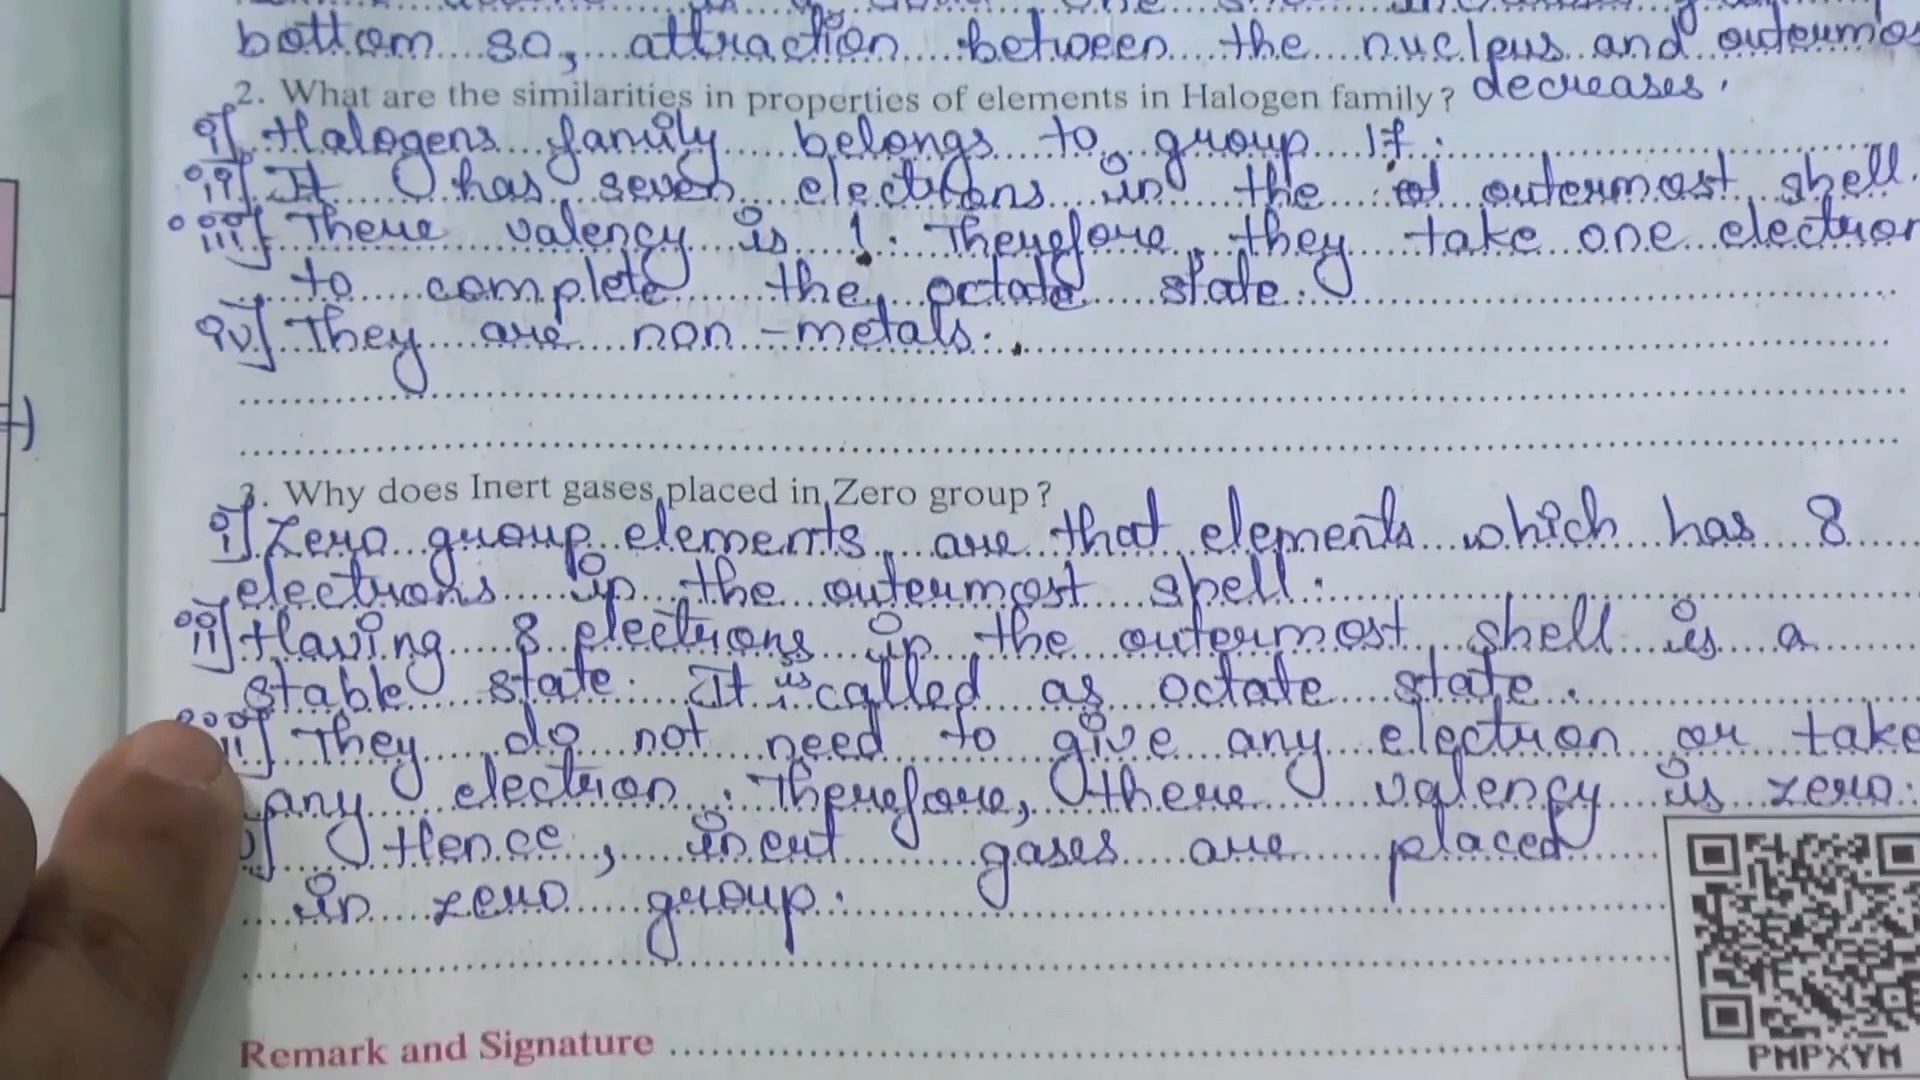 bottom so, attraction between the nucleus and outermos
decreases.
2. What are the similarities in properties of elements in Halogen family?
i] Halogens family belongs to group 17.
ii] It has seven electrons in the outermost shell.
iii] There valency is 1. Therefore, they take one electron
to complete the octate state.
iv] They are non-metals.
3. Why does Inert gases placed in Zero group?
i] Zero group elements are that elements which has 8
electrons in the outermost shell.
ii] Having 8 electrons in the outermost shell is a
stable state. It is called as octate state.
iii] They do not need to give any electron or take
any electron. Therefore, there valency is zero.
Hence, inert gases are placed
in zero group.
Remark and Signature
PMPXYM